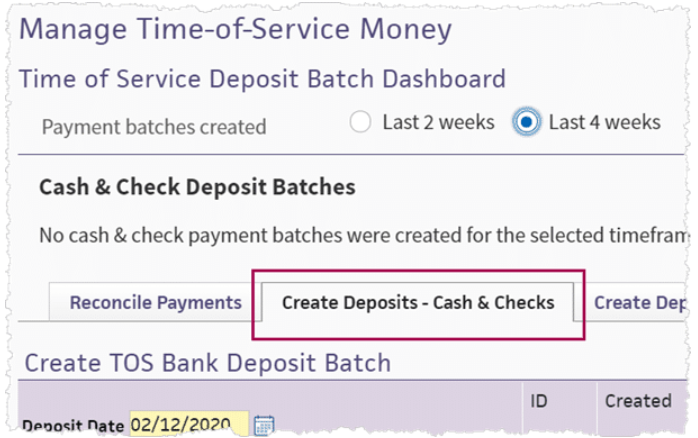 Manage Time-of-Service Money
Time of Service Deposit Batch Dashboard
Payment batches created Last 2 weeks Last 4 weeks
Cash & Check Deposit Batches
No cash & check payment batches were created for the selected timefram
Reconcile Payments Create Deposits - Cash & Checks Create Dep
Create TOS Bank Deposit Batch
ID Created
Deposit Date 02/12/2020